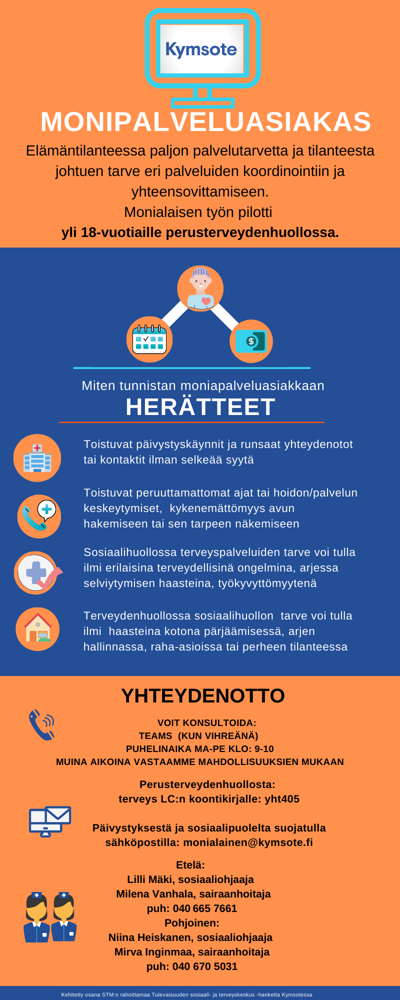 Kymsote
MONIPALVELUASIAKAS
Elämäntilanteessa paljon palvelutarvetta ja tilanteesta
johtuen tarve eri palveluiden koordinointiin ja
yhteensovittamiseen.
Monialaisen työn pilotti
yli 18-vuotiaille perusterveydenhuollossa.
$
Miten tunnistan moniapalveluasiakkaan
HERÄTTEET
Toistuvat päivystyskäynnit ja runsaat yhteydenotot
tai kontaktit ilman selkeää syytä
Toistuvat peruuttamattomat ajat tai hoidon/palvelun
keskeytymiset,  kykenemättömyys avun
hakemiseen tai sen tarpeen näkemiseen
Sosiaalihuollossa terveyspalveluiden tarve voi tulla
ilmi erilaisina terveydellisinä ongelmina, arjessa
selviytymisen haasteina, työkyvyttömyytenä
Terveydenhuollossa sosiaalihuollon  tarve voi tulla
ilmi  haasteina kotona pärjäämisessä, arjen
hallinnassa, raha-asioissa tai perheen tilanteessa
YHTEYDENOTTO
VOIT KONSULTOIDA:
TEAMS  (KUN VIHREÄNÄ)
PUHELINAIKA MA-PE KLO: 9-10
MUINA AIKOINA VASTAAMME MAHDOLLISUUKSIEN MUKAAN
Perusterveydenhuollosta:
terveys LC:n koontikirjalle: yht405
Päivystyksestä ja sosiaalipuolelta suojatulla
sähköpostilla: monialainen@kymsote.fi
Etelä:
Lilli Mäki, sosiaaliohjaaja
Milena Vanhala, sairaanhoitaja
puh: 040 665 7661
Pohjoinen:
Niina Heiskanen, sosiaaliohjaaja
Mirva Inginmaa, sairaanhoitaja
puh: 040 670 5031
Kehitetty osana STM:n rahoittamaa Tulevaisuuden sosiaali- ja terveyskeskus -hanketta Kymsotessa